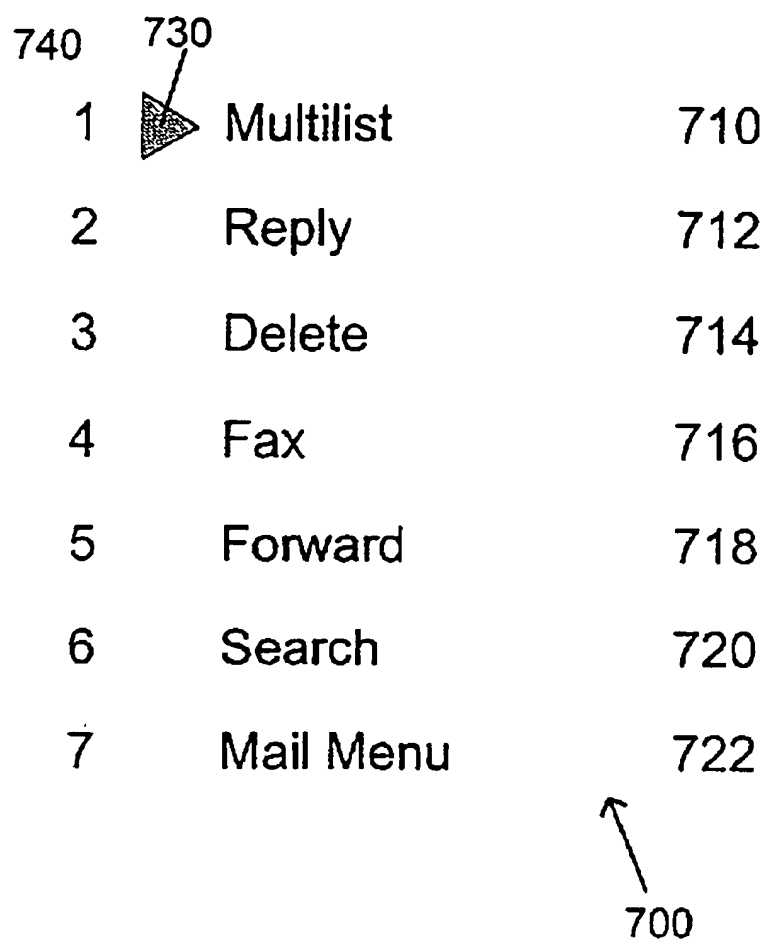 740 730
1 Multilist 710
2 Reply 712
3 Delete 714
4 Fax 716
5 Forward 718
6 Search 720
7 Mail Menu 722
700